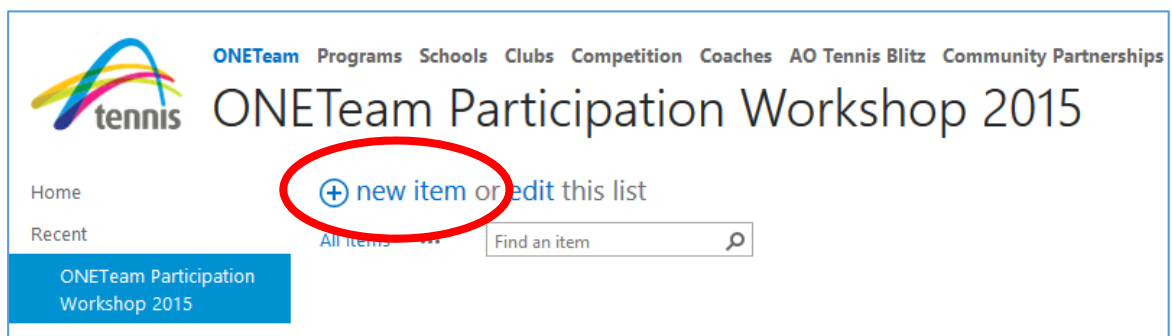 ONETeam Programs Schools Clubs Competition Coaches AO Tennis Blitz Community Partnerships
tennis
ONETeam Participation Workshop 2015
Home
new item or edit this list
Recent
All items ...
Find an item
ONETeam Participation
Workshop 2015